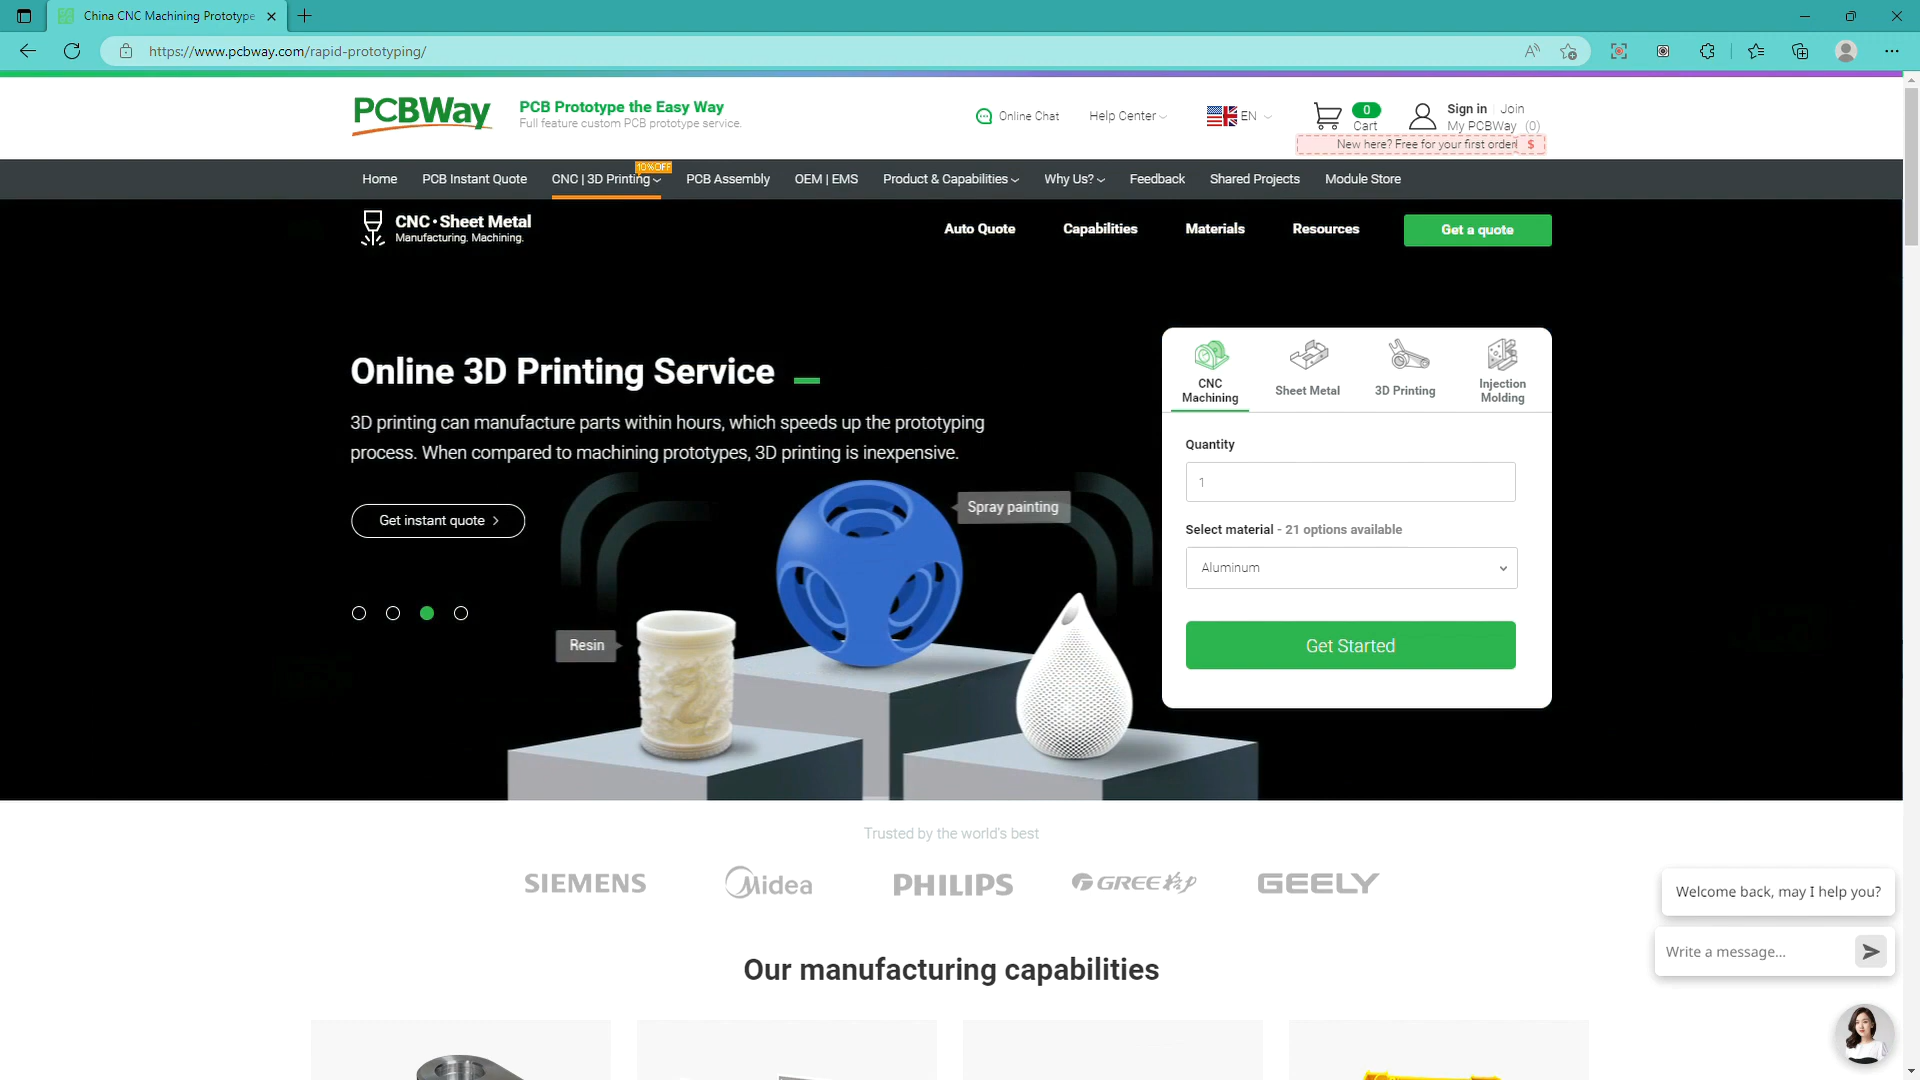 China CNC Machining Prototype
https://www.pcbway.com/rapid-prototyping/
PCBWay
PCB Prototype the Easy Way
Full feature custom PCB prototype service.
Online Chat
Help Center
EN
0
Cart
Sign in
Join
My PCBWay (0)
New here? Free for your first order! $
10%OFF
Home
PCB Instant Quote
CNC | 3D Printing
PCB Assembly
OEM | EMS
Product & Capabilities
Why Us?
Feedback
Shared Projects
Module Store
CNC·Sheet Metal
Manufacturing. Machining.
Auto Quote
Capabilities
Materials
Resources
Get a quote
Online 3D Printing Service
3D printing can manufacture parts within hours, which speeds up the prototyping
process. When compared to machining prototypes, 3D printing is inexpensive.
Get instant quote >
Spray painting
Resin
CNC
Machining
Sheet Metal
3D Printing
Injection
Molding
Quantity
1
Select material - 21 options available
Aluminum
Get Started
Trusted by the world's best
SIEMENS
Midea
PHILIPS
GREE格力
GEELY
Our manufacturing capabilities
Welcome back, may I help you?
Write a message...